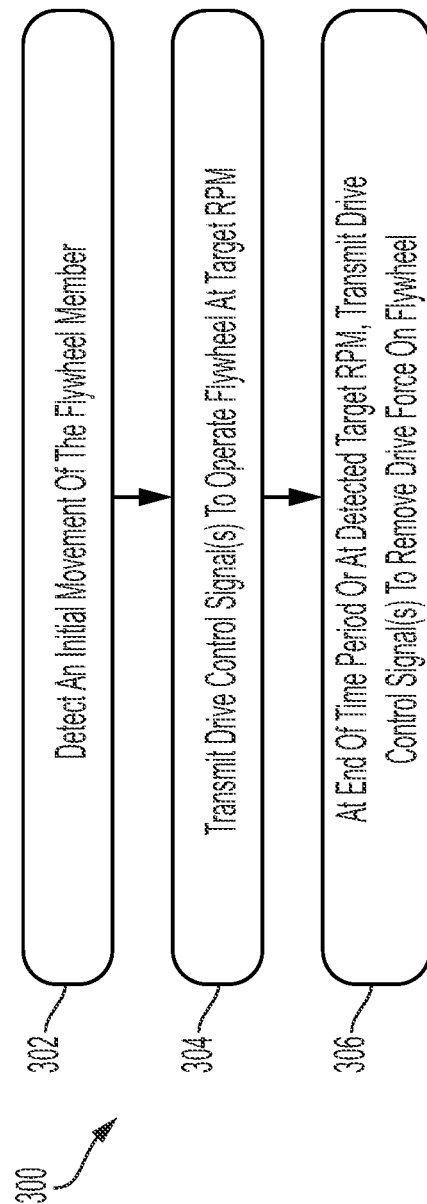 300
302
Detect An Initial Movement Of The Flywheel Member
304
Transmit Drive Control Signal(s) To Operate Flywheel At Target RPM
306
At End Of Time Period Or At Detected Target RPM, Transmit Drive
Control Signal(s) To Remove Drive Force On Flywheel